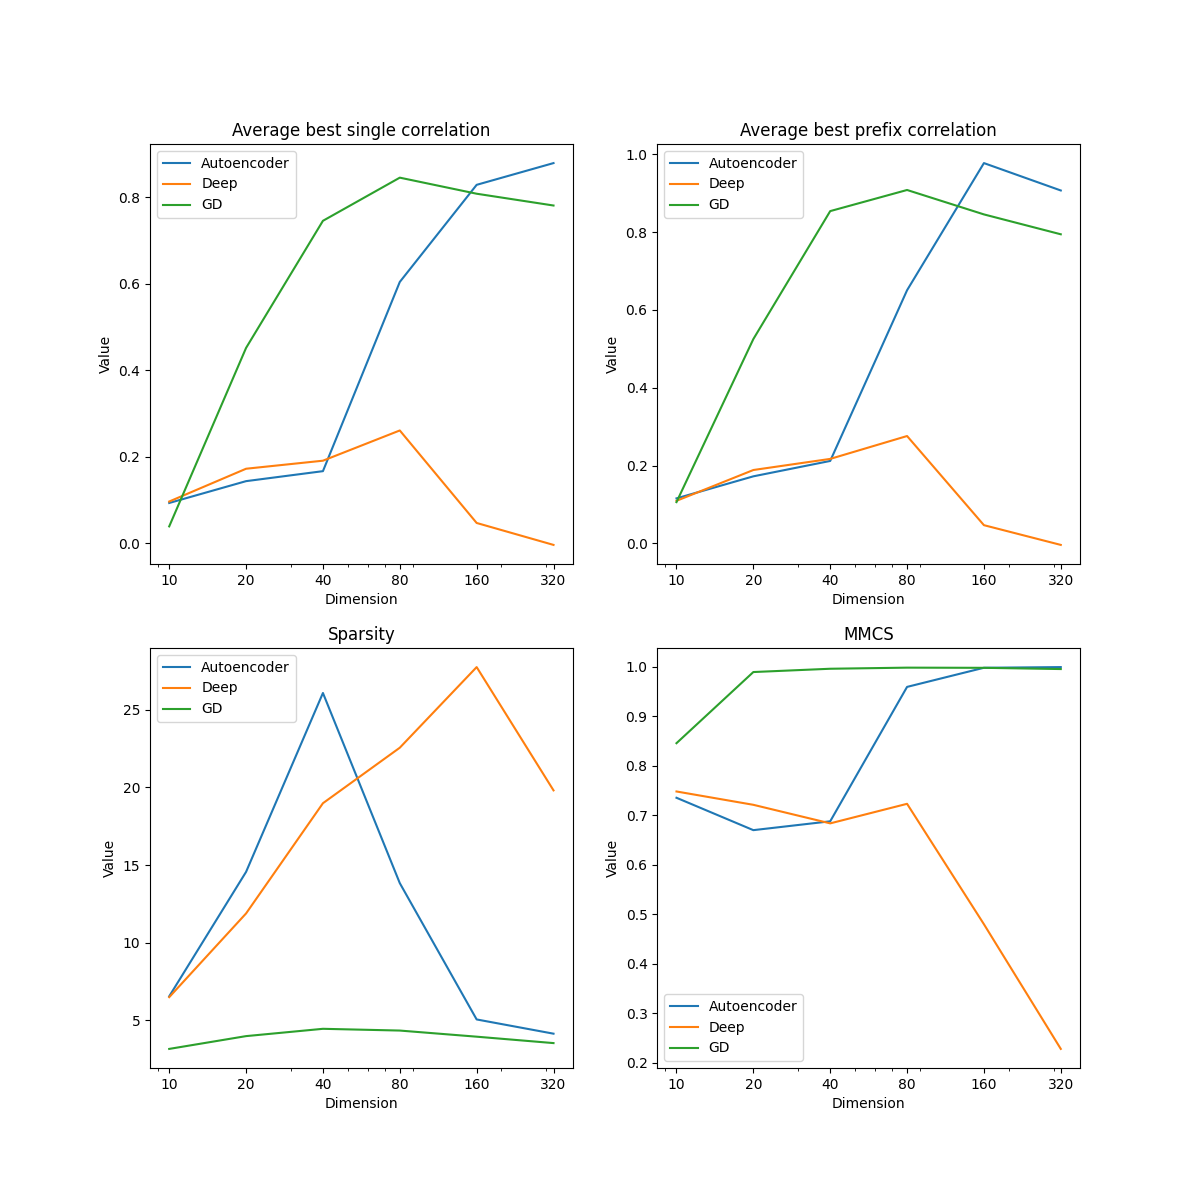 Average best single correlation
Autoencoder
Deep
GD
0.8
0.6
0.4
0.2
0.0
Value
10 20 40 80 160 320
Dimension
Average best prefix correlation
Autoencoder
Deep
GD
1.0
0.8
0.6
0.4
0.2
0.0
Value
10 20 40 80 160 320
Dimension
Sparsity
Autoencoder
Deep
GD
25
20
15
10
5
Value
10 20 40 80 160 320
Dimension
MMCS
1.0
0.9
0.8
0.7
0.6
0.5
0.4
0.3
0.2
Value
Autoencoder
Deep
GD
10 20 40 80 160 320
Dimension